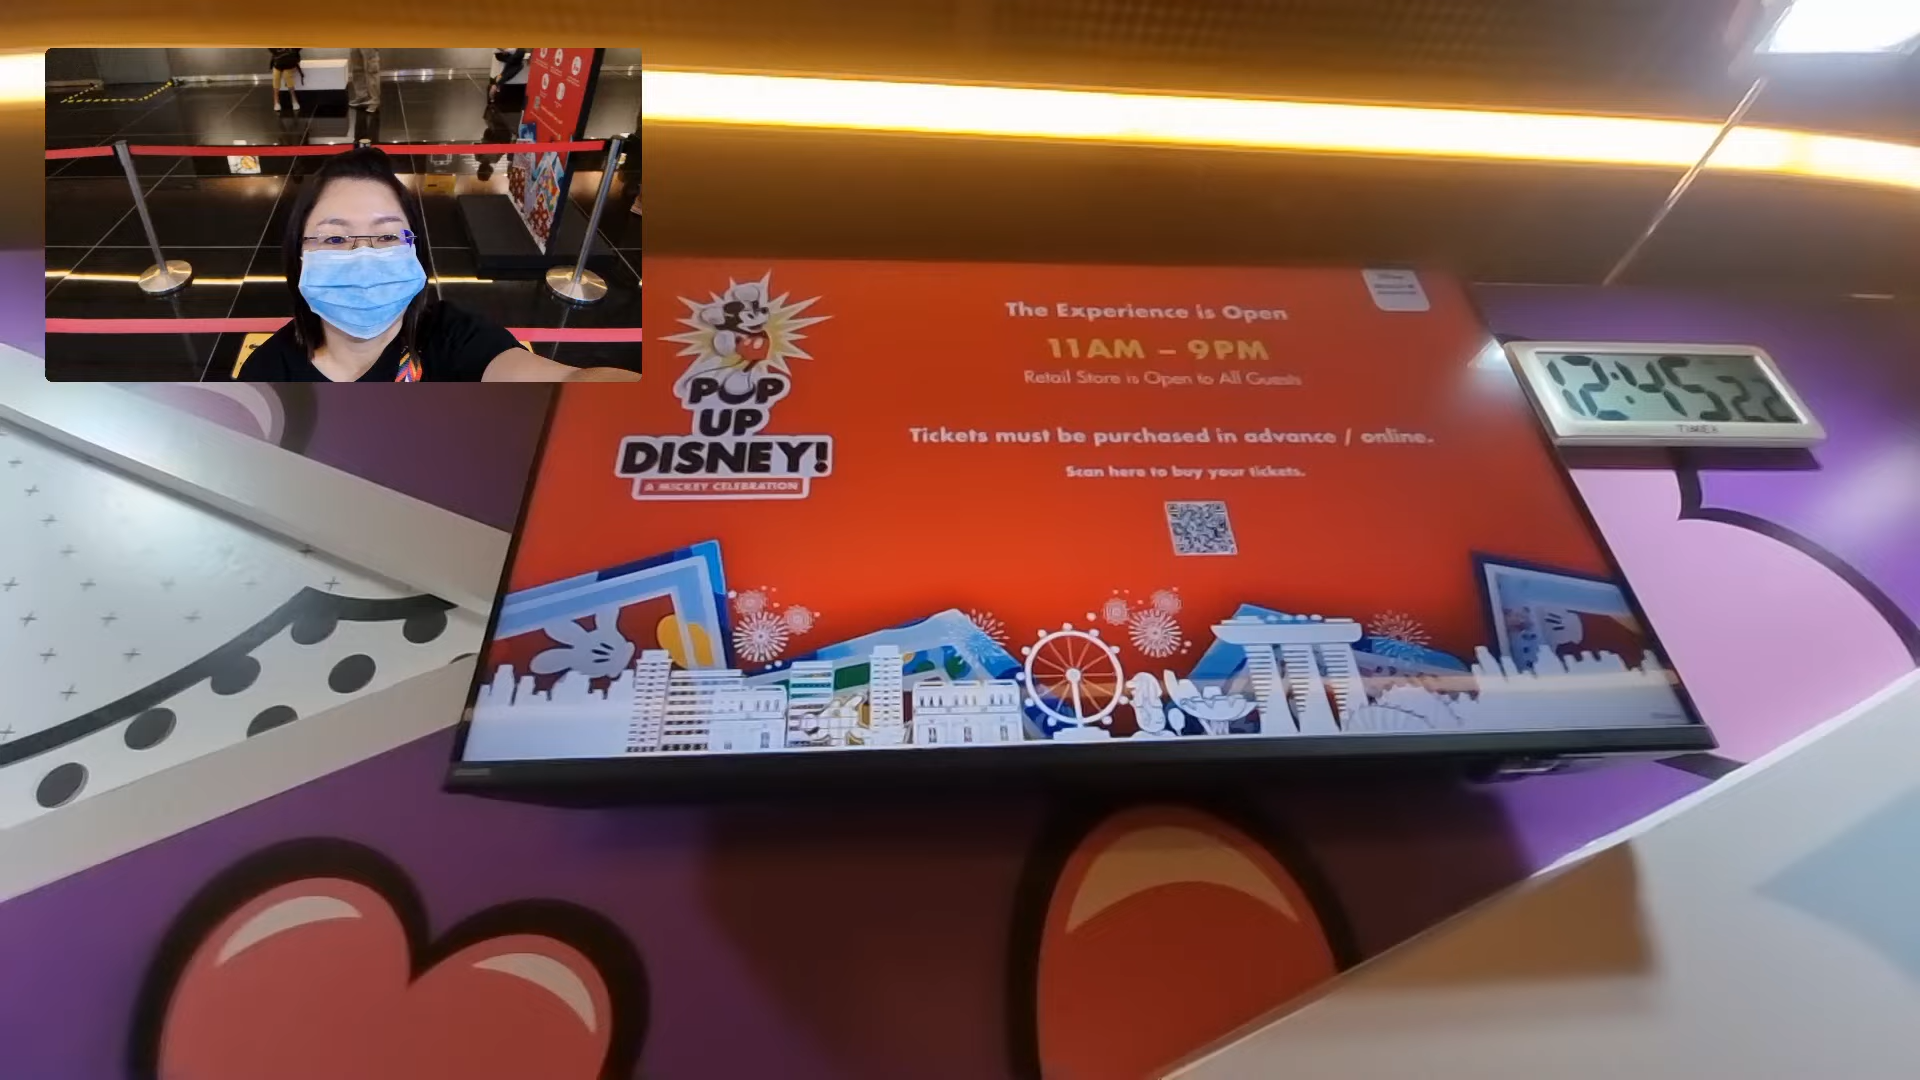 POP
UP
DISNEY!
A MICKEY CELEBRATION
The Experience is Open
11AM – 9PM
Retail Store is Open to All Guests
Tickets must be purchased in advance / online.
Scan here to buy your tickets.
12:45 22
TIMEX